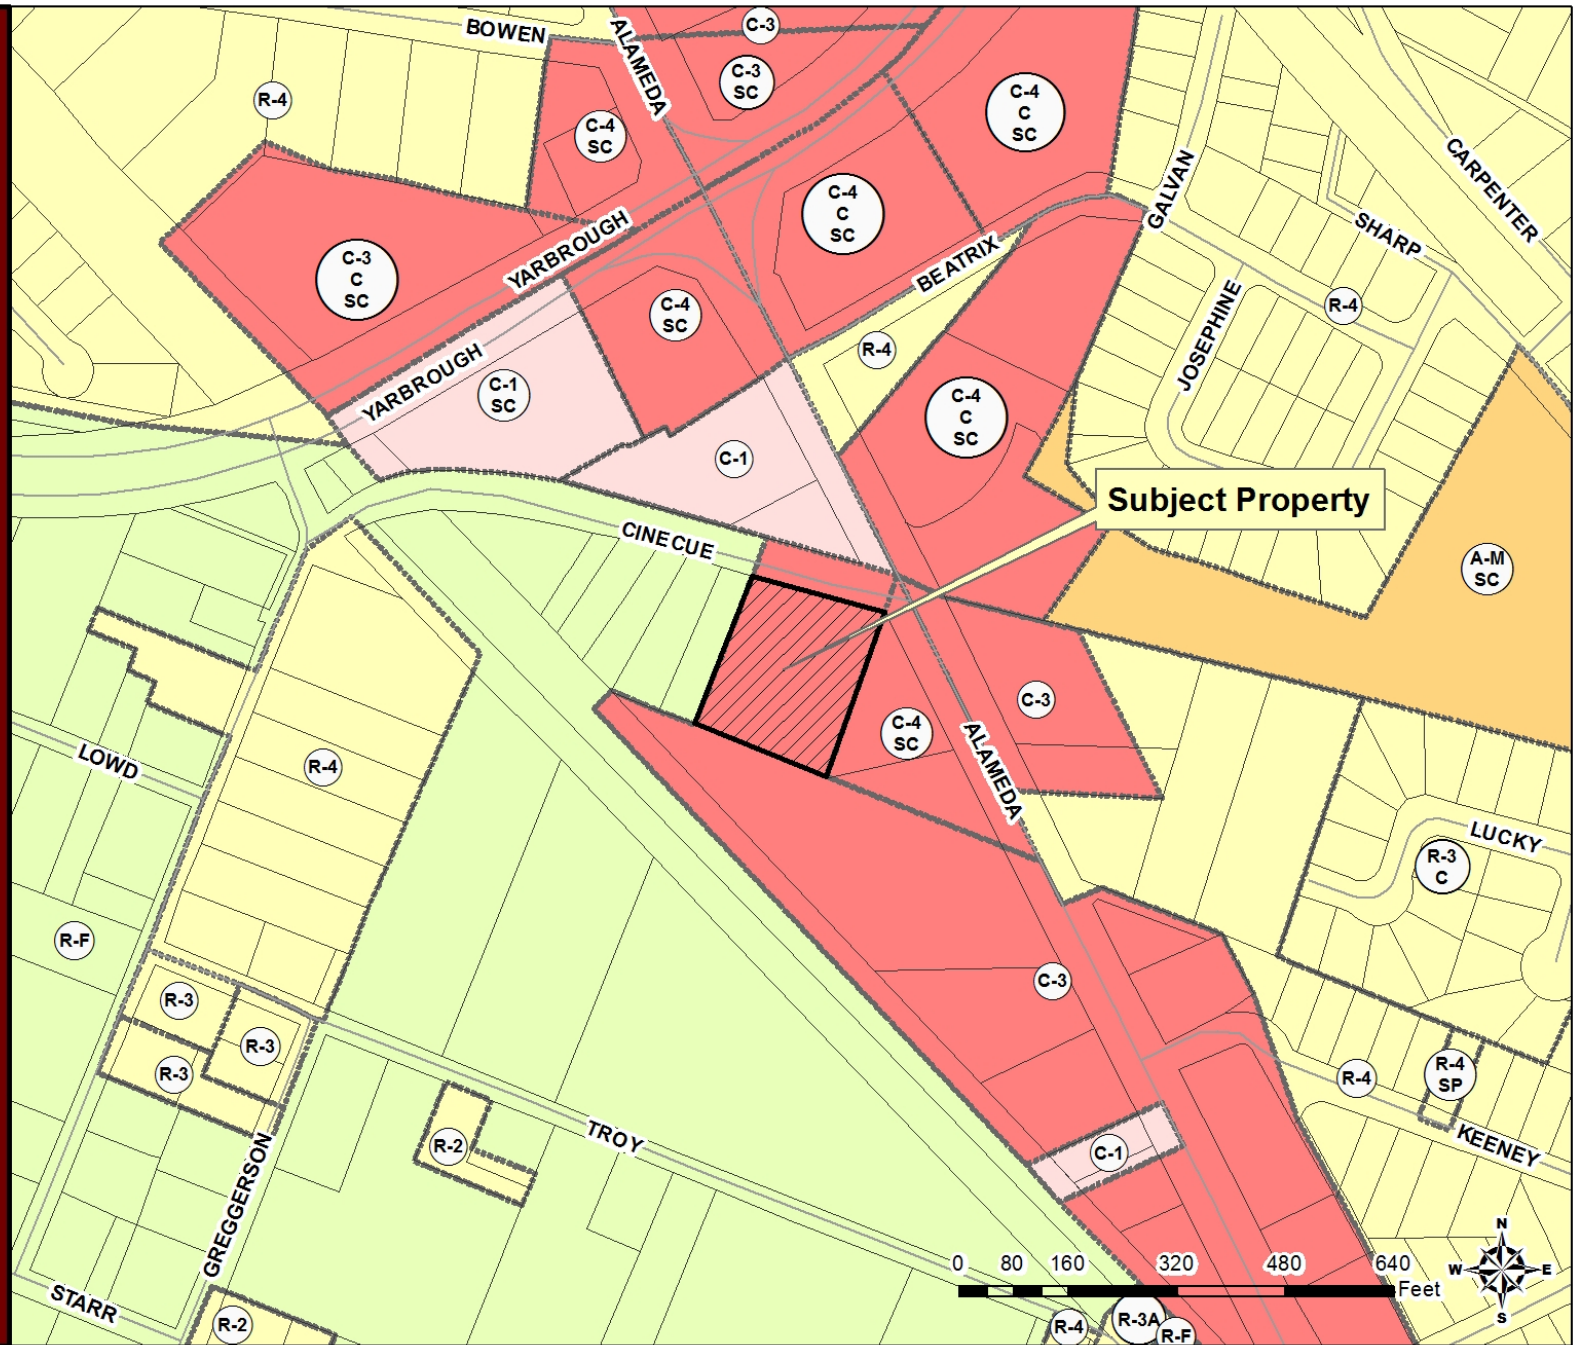 BOWEN
ALAMEDA
C-3
C-3
SC
C-4
C
SC
R-4
C-4
SC
CARPENTER
GALVAN
C-4
C
SC
SHARP
YARBROUGH
BEATRIX
C-3
C
SC
C-4
SC
JOSEPHINE
R-4
R-4
YARBROUGH
C-1
SC
C-4
C
SC
C-1
Subject Property
CINECUE
A-M
SC
C-3
C-4
SC
ALAMEDA
LOWD
R-4
LUCKY
R-3
C
R-F
C-3
R-3
R-3
R-3
R-4
R-4
SP
KEENEY
TROY
R-2
C-1
GREGGERSON
N
W
E
S
0 80 160 320 480 640
Feet
STARR
R-2
R-4
R-3A
R-F